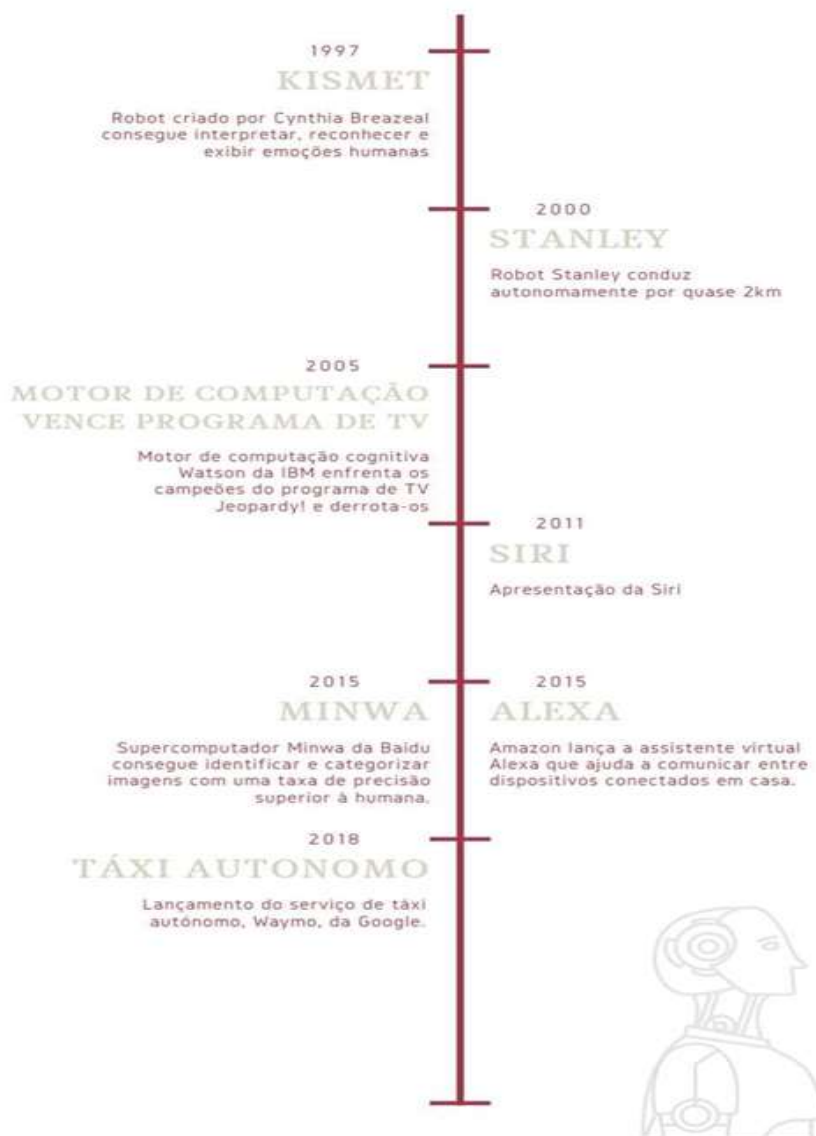 1997
KISMET
Robot criado por Cynthia Breazeal
consegue interpretar, reconhecer e
exibir emoções humanas
2000
STANLEY
Robot Stanley conduz
autonomamente por quase 2km
2005
MOTOR DE COMPUTAÇÃO
VENCE PROGRAMA DE TV
Motor de computação cognitiva
Watson da IBM enfrenta os
campeões do programa de TV
Jeopardy! e derrota-os
2011
SIRI
Apresentação da Siri
2015
MINWA
Supercomputador Minwa da Baidu
consegue identificar e categorizar
imagens com uma taxa de precisão
superior à humana.
2015
ALEXA
Amazon lança a assistente virtual
Alexa que ajuda a comunicar entre
dispositivos conectados em casa.
2018
TÁXI AUTONOMO
Lançamento do serviço de táxi
autónomo, Waymo, da Google.